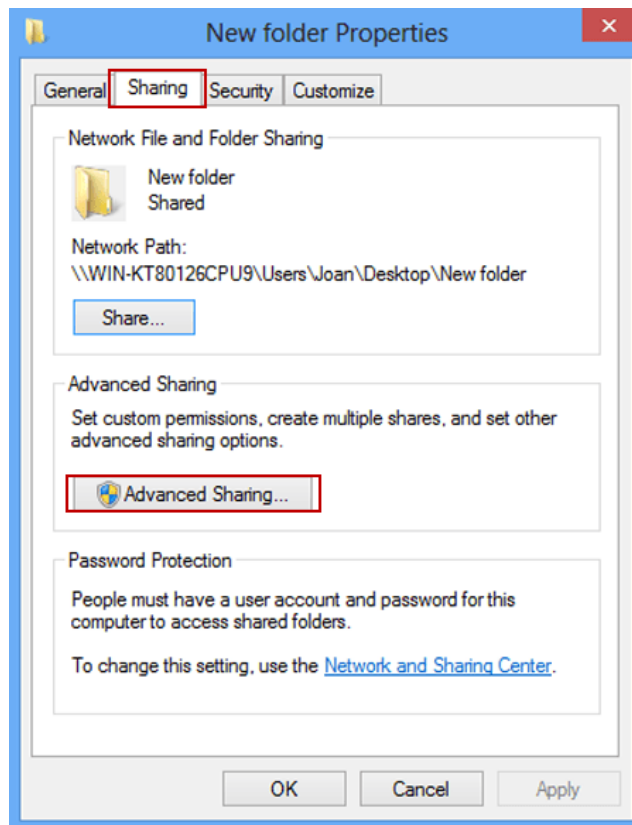 New folder Properties
General Sharing Security Customize
Network File and Folder Sharing
New folder
Shared
Network Path:
\\WIN-KT80126CPU9\Users\Joan\Desktop\New folder
Share...
Advanced Sharing
Set custom permissions, create multiple shares, and set other
advanced sharing options.
Advanced Sharing...
Password Protection
People must have a user account and password for this
computer to access shared folders.
To change this setting, use the Network and Sharing Center.
OK Cancel Apply